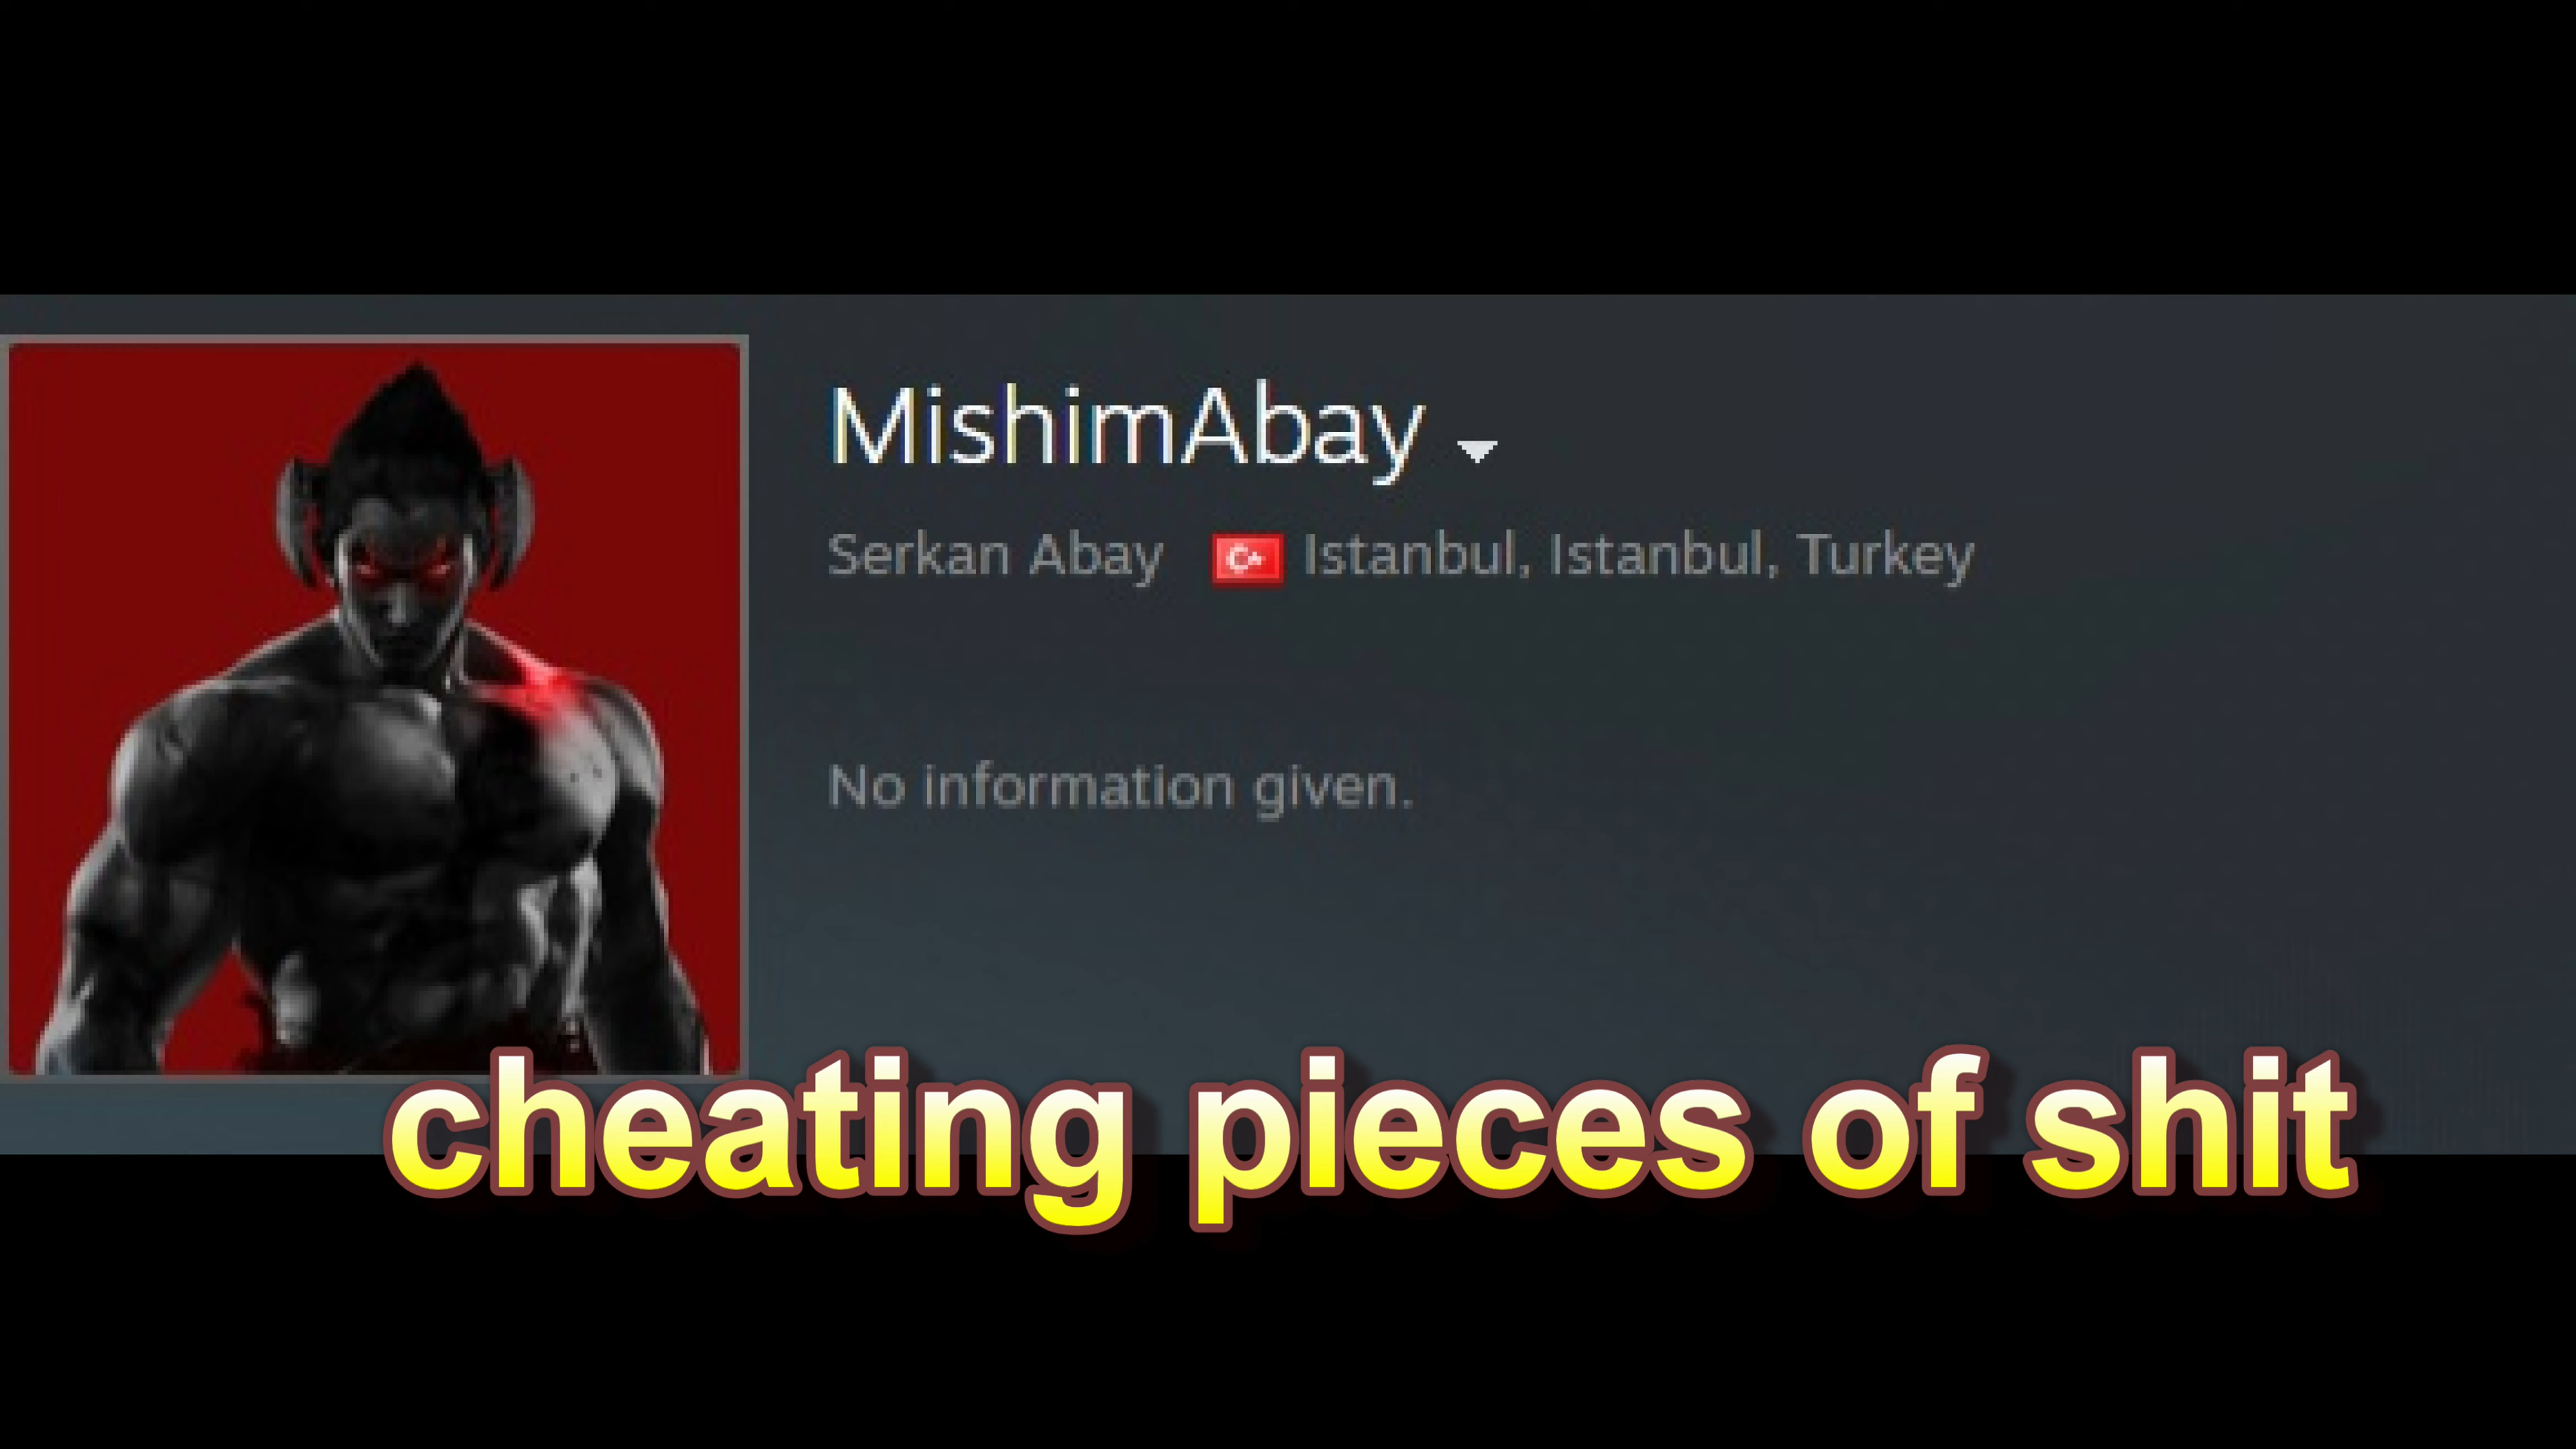 MishimAbay
Serkan Abay Istanbul, Istanbul, Turkey
No information given.
cheating pieces of shit